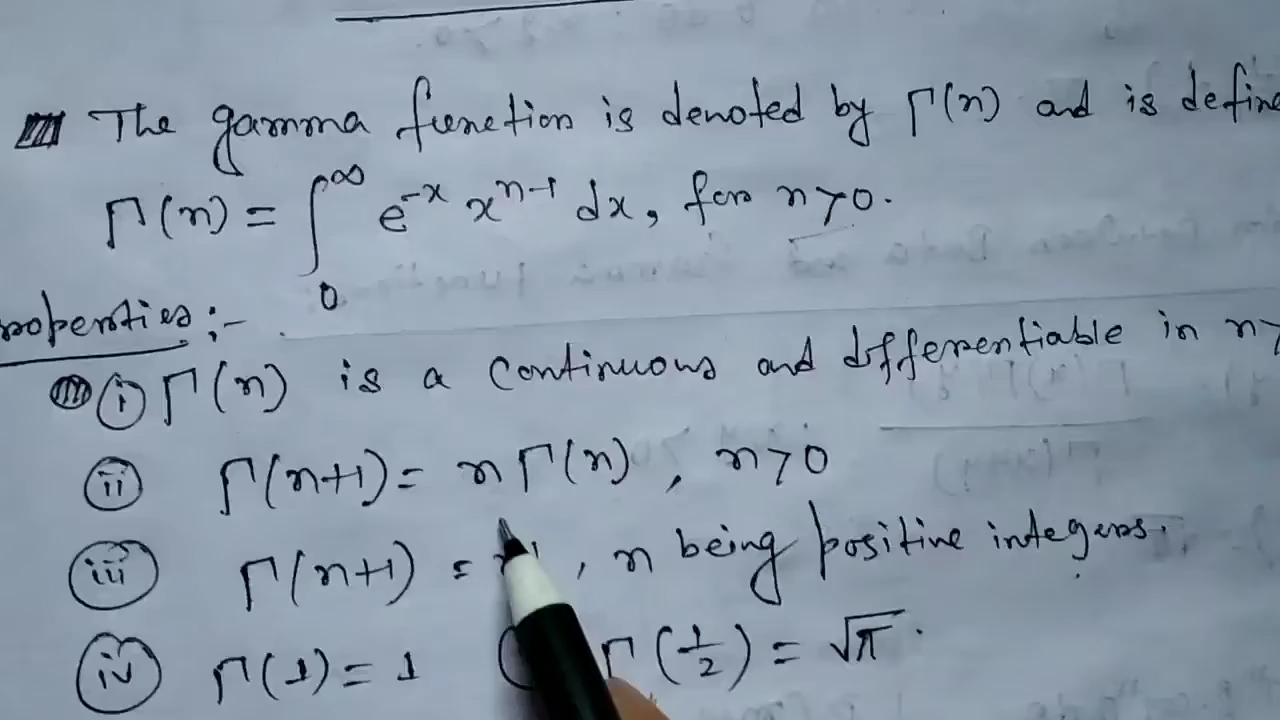 The gamma function is denoted by Γ(n) and is define
Γ(n) = ∫₀^∞ e^-x x^n-1 dx, for n>0.
roperties :-
(i) Γ(n) is a continuous and differentiable in n>
(ii) Γ(n+1) = n Γ(n), n>0
(iii) Γ(n+1) = , n being positive integers.
(iv) Γ(1) = 1 Γ(1/2) = √π.